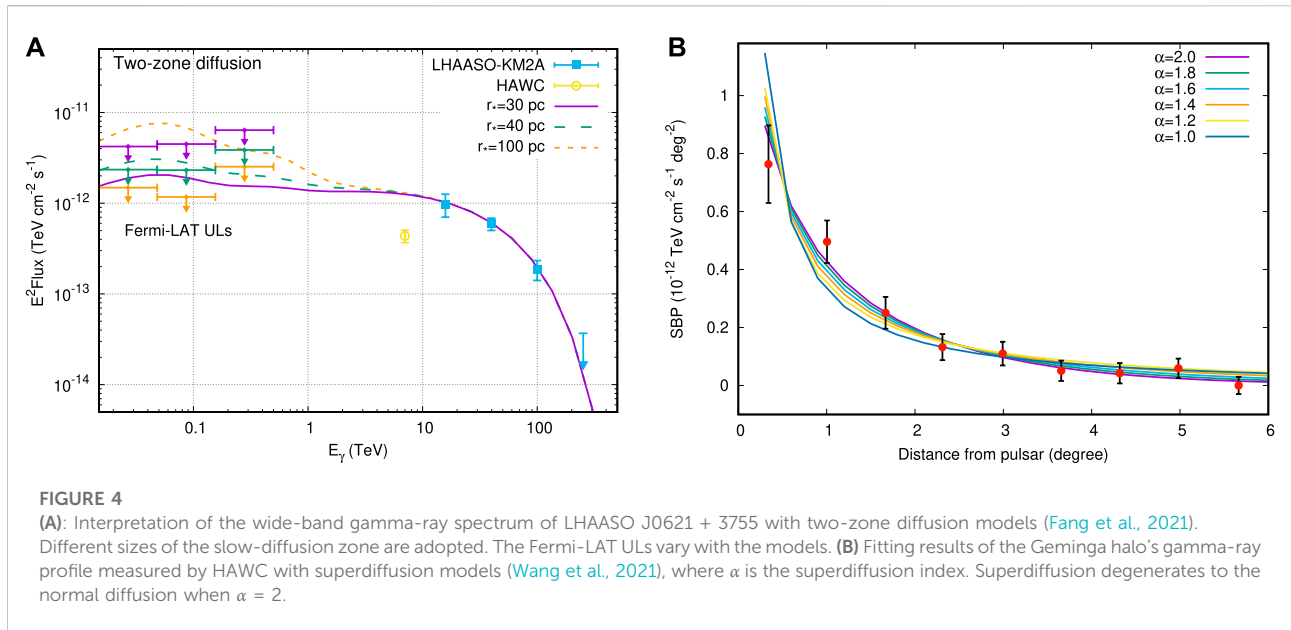 A
Two-zone diffusion
LHAASO-KM2A
HAWC
r*=30 pc
r*=40 pc
r*=100 pc
Fermi-LAT ULs
E²Flux (TeV cm⁻² s⁻¹)
10⁻¹¹
10⁻¹²
10⁻¹³
10⁻¹⁴
0.1 1 10 100
Eγ (TeV)
B
α=2.0
α=1.8
α=1.6
α=1.4
α=1.2
α=1.0
SBP (10⁻¹² TeV cm⁻² s⁻¹ deg⁻²)
1
0.8
0.6
0.4
0.2
0
0 1 2 3 4 5 6
Distance from pulsar (degree)
FIGURE 4
(A): Interpretation of the wide-band gamma-ray spectrum of LHAASO J0621 + 3755 with two-zone diffusion models (Fang et al., 2021).
Different sizes of the slow-diffusion zone are adopted. The Fermi-LAT ULs vary with the models. (B) Fitting results of the Geminga halo's gamma-ray
profile measured by HAWC with superdiffusion models (Wang et al., 2021), where α is the superdiffusion index. Superdiffusion degenerates to the
normal diffusion when α = 2.